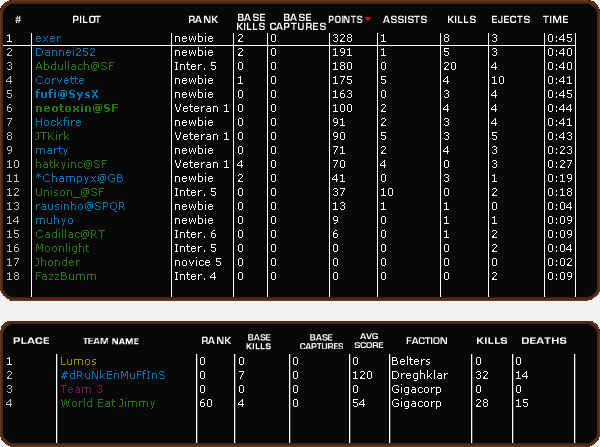 # PILOT RANK BASE KILLS BASE CAPTURES POINTS ASSISTS KILLS EJECTS TIME
1 exer newbie 2 0 328 1 8 3 0:45
2 Dannei252 newbie 2 0 191 1 5 3 0:40
3 Abdullach@SF Inter. 5 0 0 180 0 20 4 0:40
4 Corvette newbie 1 0 175 5 4 10 0:41
5 fufi@SysX newbie 0 0 163 0 3 4 0:45
6 neotoxin@SF Veteran 1 0 0 100 2 4 4 0:44
7 Hockfire newbie 0 0 91 2 3 4 0:41
8 JTKirk Veteran 1 0 0 90 5 3 5 0:43
9 marty newbie 0 0 71 2 4 3 0:23
10 hatkyinc@SF Veteran 1 4 0 70 4 0 3 0:27
11 *Champyx@GB newbie 2 0 41 0 3 1 0:19
12 Unison_@SF Inter. 5 0 0 37 10 0 2 0:18
13 rausinho@SPQR newbie 0 0 13 1 1 0 0:04
14 muhyo newbie 0 0 9 0 1 1 0:09
15 Cadillac@RT Inter. 6 0 0 6 0 1 2 0:09
16 Moonlight Inter. 5 0 0 0 0 0 2 0:04
17 Jhonder novice 5 0 0 0 0 0 0 0:02
18 FazzBumm Inter. 4 0 0 0 0 0 2 0:09
PLACE TEAM NAME RANK BASE KILLS BASE CAPTURES AVG SCORE FACTION KILLS DEATHS
1 Lumos 0 0 0 0 Belters 0 0
2 #dRuNkEnMuFfInS 0 7 0 120 Dreghklar 32 14
3 Team 3 0 0 0 0 Gigacorp 0 0
4 World Eat Jimmy 60 4 0 54 Gigacorp 28 15